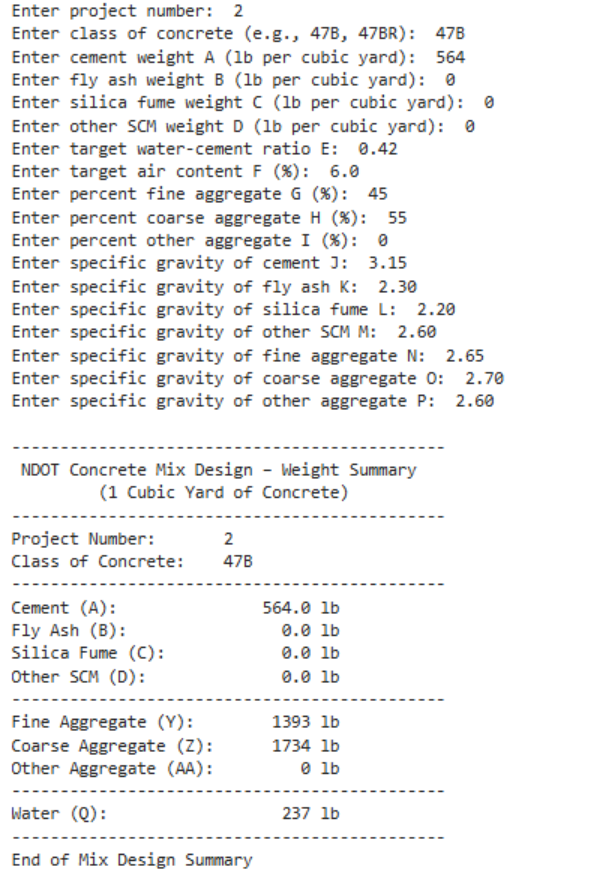 Enter project number:  2
Enter class of concrete (e.g., 47B, 47BR):  47B
Enter cement weight A (lb per cubic yard):  564
Enter fly ash weight B (lb per cubic yard):  0
Enter silica fume weight C (lb per cubic yard):  0
Enter other SCM weight D (lb per cubic yard):  0
Enter target water-cement ratio E:  0.42
Enter target air content F (%):  6.0
Enter percent fine aggregate G (%):  45
Enter percent coarse aggregate H (%):  55
Enter percent other aggregate I (%):  0
Enter specific gravity of cement J:  3.15
Enter specific gravity of fly ash K:  2.30
Enter specific gravity of silica fume L:  2.20
Enter specific gravity of other SCM M:  2.60
Enter specific gravity of fine aggregate N:  2.65
Enter specific gravity of coarse aggregate O:  2.70
Enter specific gravity of other aggregate P:  2.60
---------------------------------------------
NDOT Concrete Mix Design – Weight Summary
(1 Cubic Yard of Concrete)
---------------------------------------------
Project Number:       2
Class of Concrete:    47B
---------------------------------------------
Cement (A):               564.0 lb
Fly Ash (B):                0.0 lb
Silica Fume (C):            0.0 lb
Other SCM (D):              0.0 lb
---------------------------------------------
Fine Aggregate (Y):        1393 lb
Coarse Aggregate (Z):      1734 lb
Other Aggregate (AA):         0 lb
---------------------------------------------
Water (Q):                  237 lb
---------------------------------------------
End of Mix Design Summary